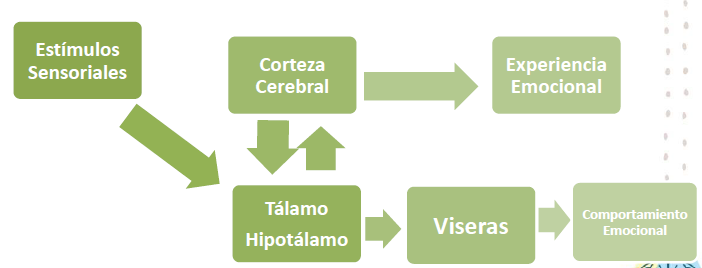 Estímulos
Sensoriales
Corteza
Cerebral
Experiencia
Emocional
Tálamo
Hipotálamo
Viseras
Comportamiento
Emocional